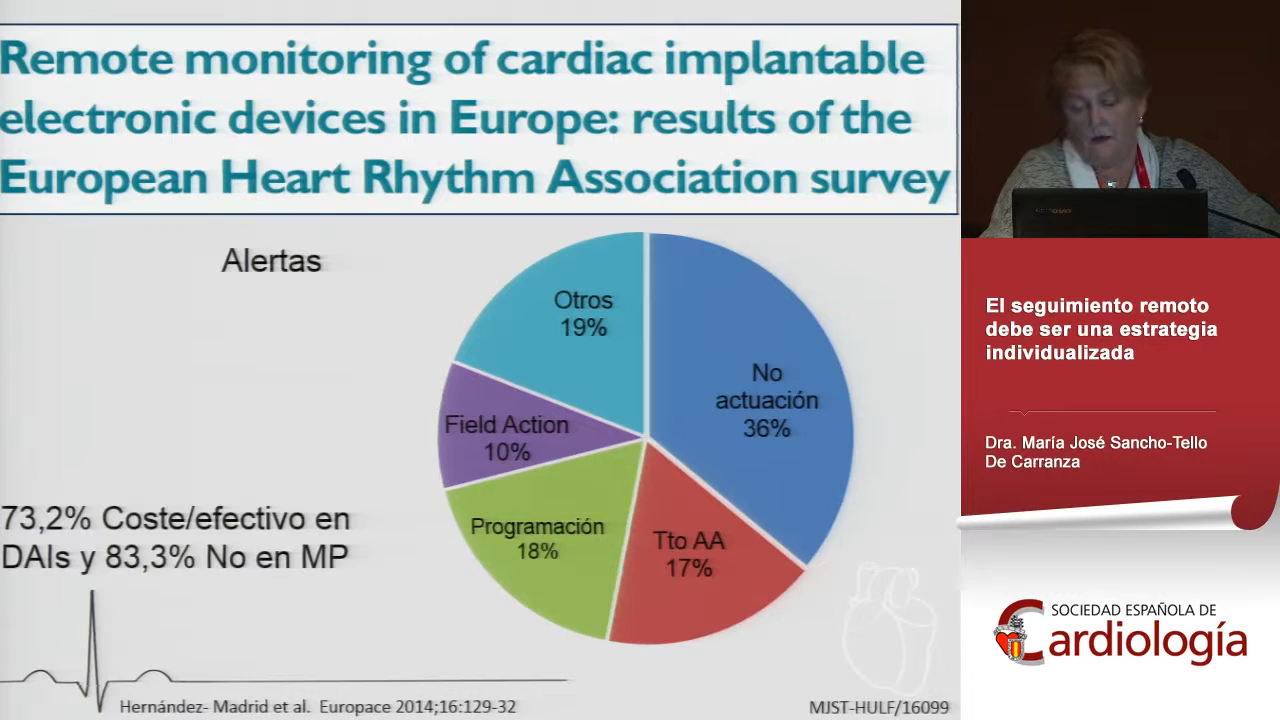 Remote monitoring of cardiac implantable
electronic devices in Europe: results of the
European Heart Rhythm Association survey
Alertas
Otros
19%
No
actuación
36%
Field Action
10%
Programación
18%
Tto AA
17%
73,2% Coste/efectivo en
DAIs y 83,3% No en MP
Hernández- Madrid et al. Europace 2014;16:129-32
MJST-HULF/16099
El seguimiento remoto
debe ser una estrategia
individualizada
Dra. María José Sancho-Tello
De Carranza
SOCIEDAD ESPAÑOLA DE
Cardiología